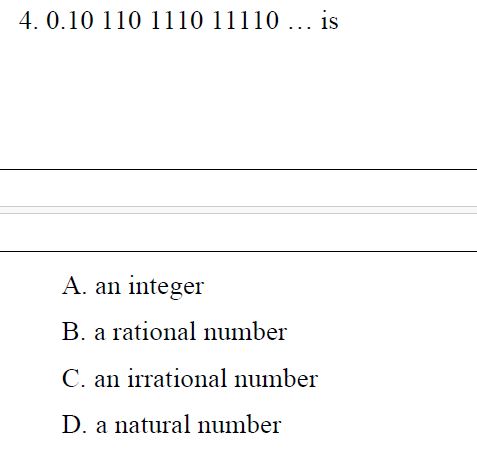 4. 0.10 110 1110 11110 … is
A. an integer
B. a rational number
C. an irrational number
D. a natural number